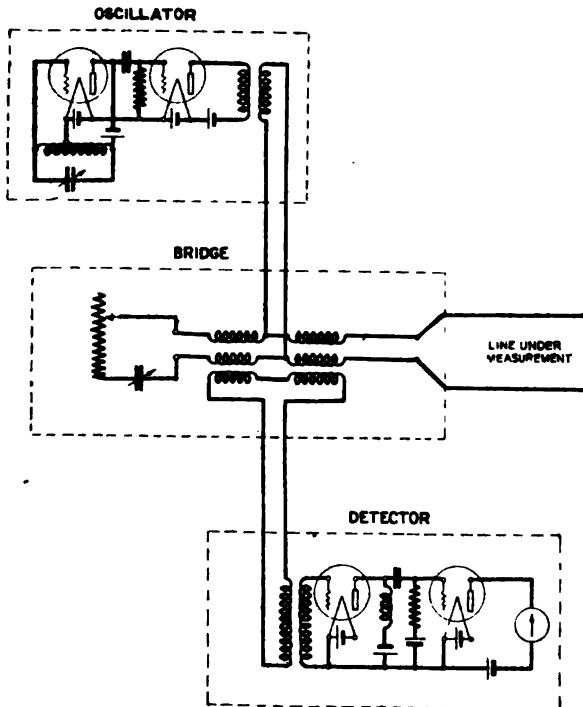 OSCILLATOR
BRIDGE
LINE UNDER
MEASUREMENT
DETECTOR